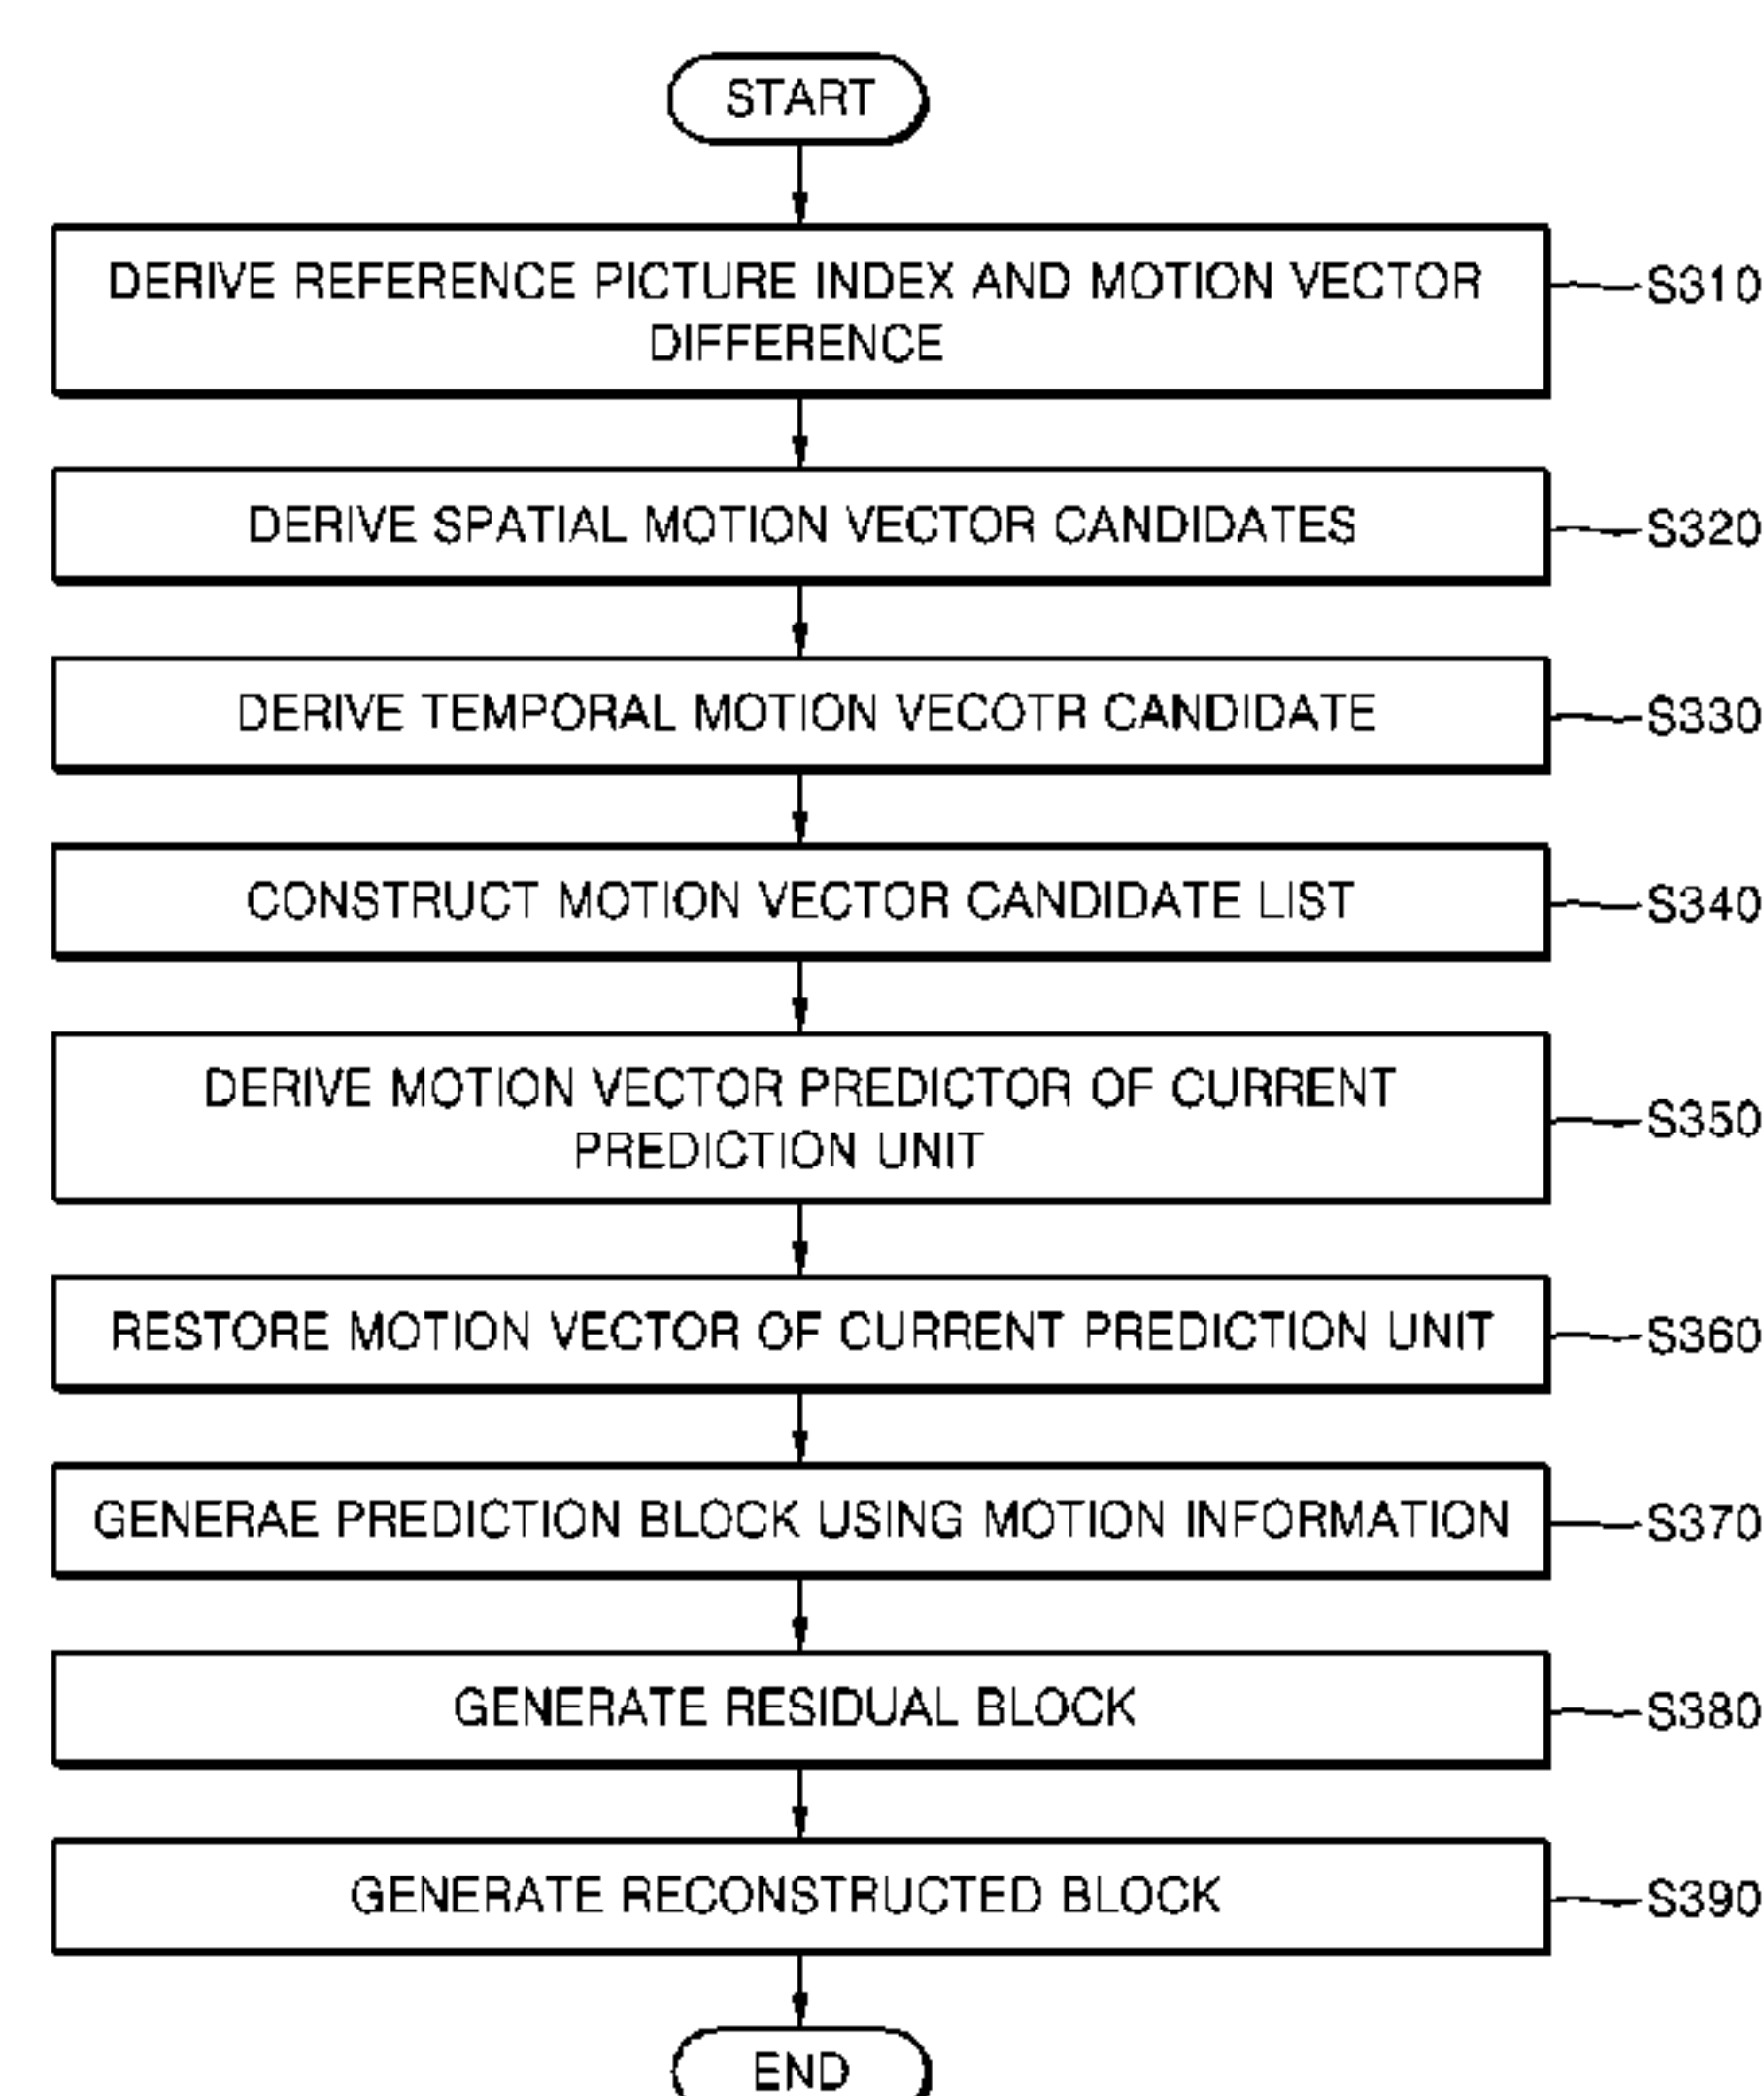 START
DERIVE REFERENCE PICTURE INDEX AND MOTION VECTOR
DIFFERENCE
S310
DERIVE SPATIAL MOTION VECTOR CANDIDATES
S320
DERIVE TEMPORAL MOTION VECOTR CANDIDATE
S330
CONSTRUCT MOTION VECTOR CANDIDATE LIST
S340
DERIVE MOTION VECTOR PREDICTOR OF CURRENT
PREDICTION UNIT
S350
RESTORE MOTION VECTOR OF CURRENT PREDICTION UNIT
S360
GENERAE PREDICTION BLOCK USING MOTION INFORMATION
S370
GENERATE RESIDUAL BLOCK
S380
GENERATE RECONSTRUCTED BLOCK
S390
END